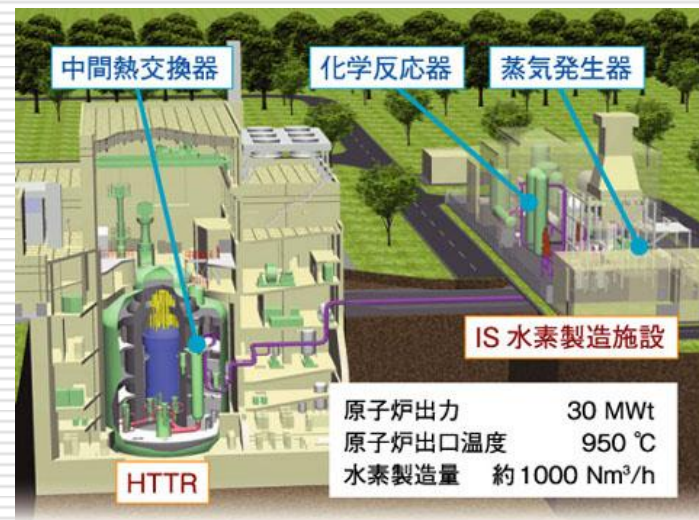 中間熱交換器
化学反応器
蒸気発生器
IS 水素製造施設
HTTR
原子炉出力 30 MWt
原子炉出口温度 950 ℃
水素製造量 約1000 Nm³/h